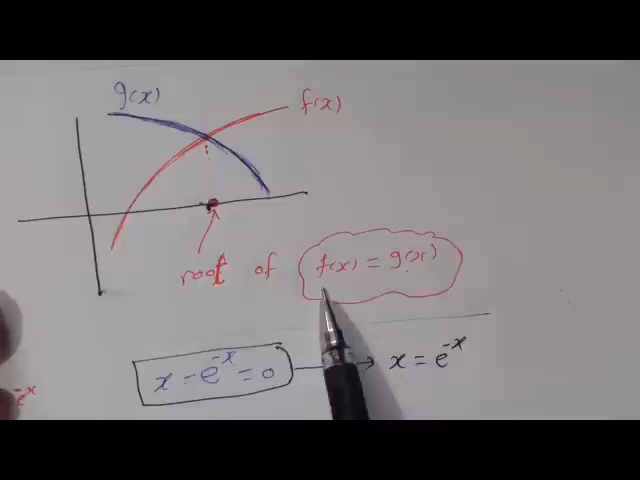 g(x)
f(x)
root of f(x) = g(x)
x - e^-x = 0 → x = e^-x
e^-x